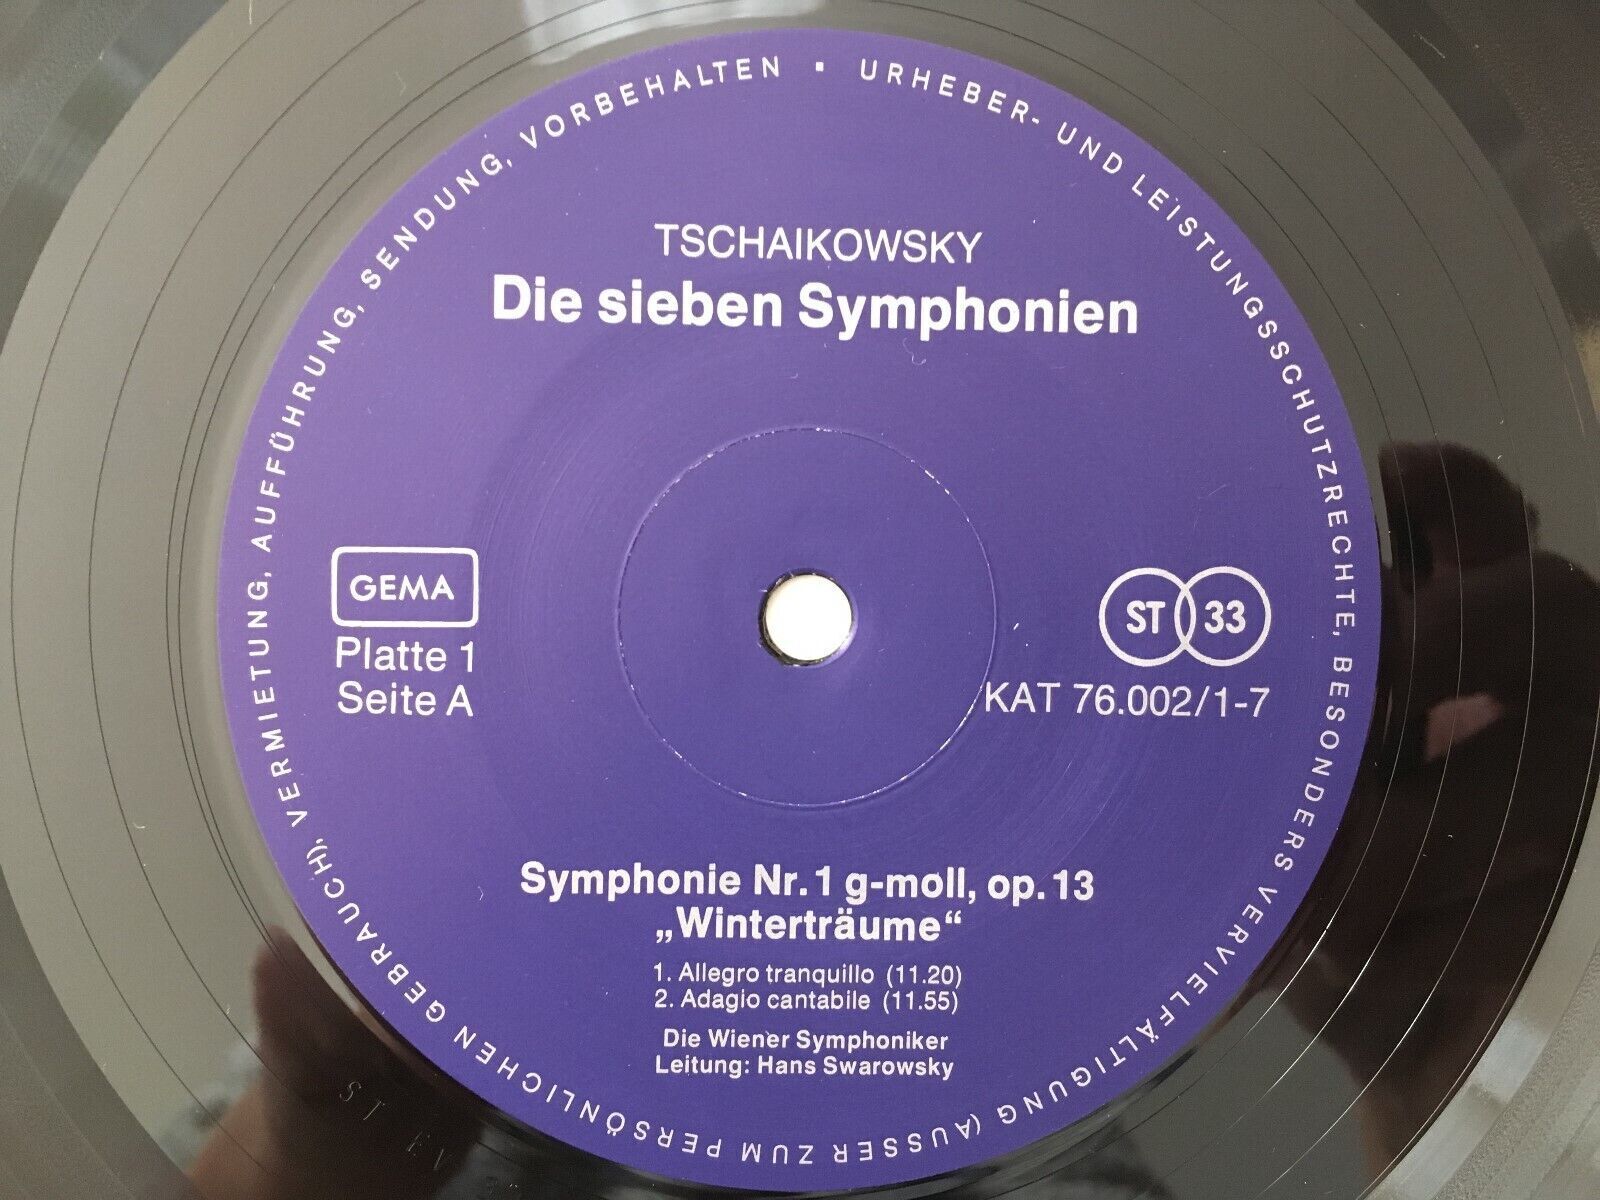 URHEBER- UND LEISTUNGSSCHUTZRECHTE, BESONDERS VERVIELFÄLTIGUNG (AUSSER ZUM PERSÖNLICHEN GEBRAUCH), VERMIETUNG, AUFFÜHRUNG, SENDUNG, VORBEHALTEN ▪
TSCHAIKOWSKY
Die sieben Symphonien
GEMA
Platte 1
Seite A
ST 33
KAT 76.002/1-7
Symphonie Nr. 1 g-moll, op. 13
„Winterträume“
1. Allegro tranquillo (11.20)
2. Adagio cantabile (11.55)
Die Wiener Symphoniker
Leitung: Hans Swarowsky